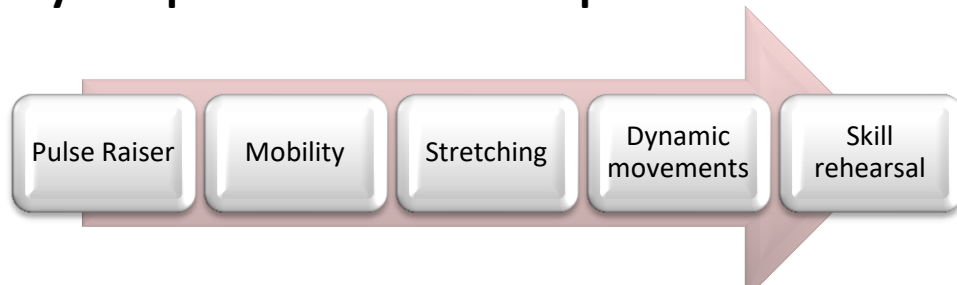 Pulse Raiser
Mobility
Stretching
Dynamic
movements
Skill
rehearsal